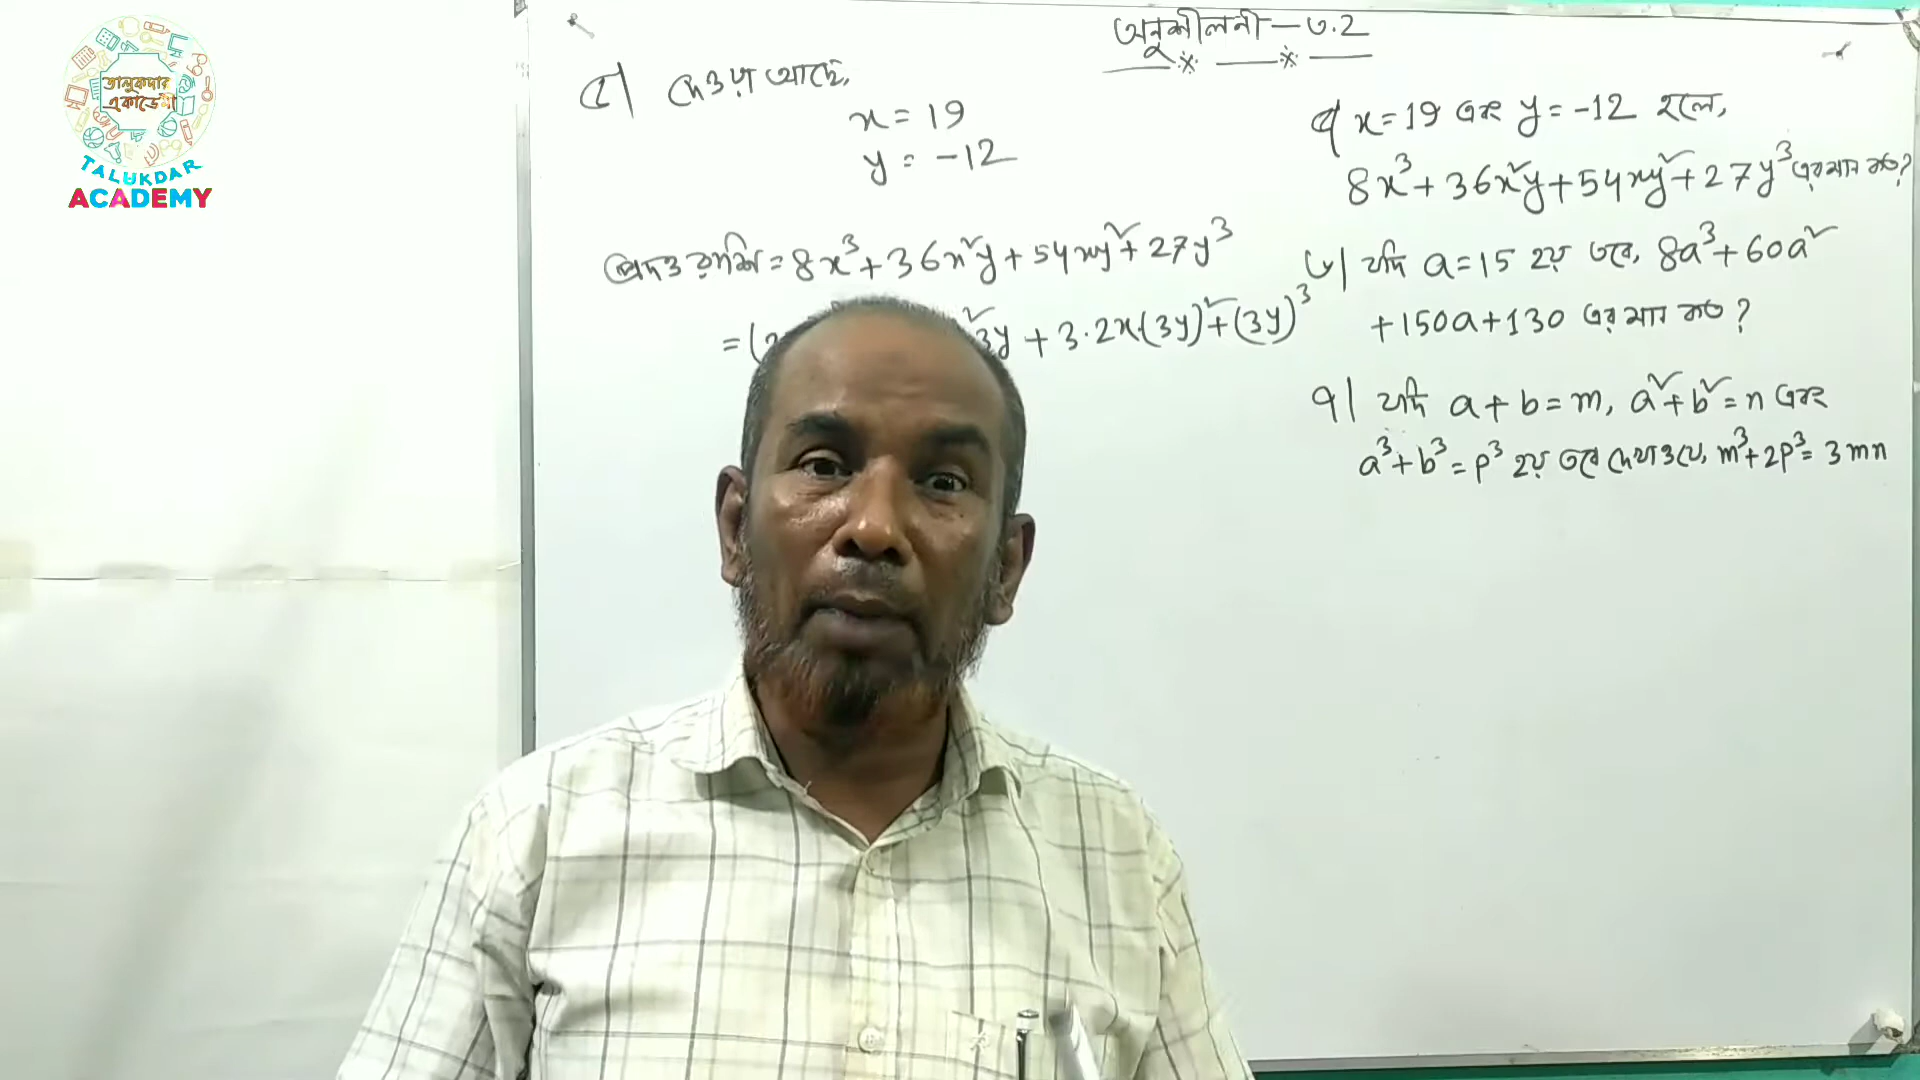 তালুকদার
একাডেমী
TALUKDAR
ACADEMY
অনুশীলনী-৩.2
৫। দেওয়া আছে,
x = 19
y = -12
প্রদত্ত রাশি = 8x³ + 36x²y + 54xy² + 27y³
= (2 3y + 3.2x.(3y)² + (3y)³
৫। x = 19 এবং y = -12 হলে,
8x³ + 36x²y + 54xy² + 27y³ এর মান কত?
৬। যদি a = 15 হয় তবে, 8a³ + 60a²
+ 150a + 130 এর মান কত ?
৭। যদি a + b = m, a² + b² = n এবং
a³ + b³ = p³ হয় তবে দেখাও যে, m³ + 2p³ = 3mn